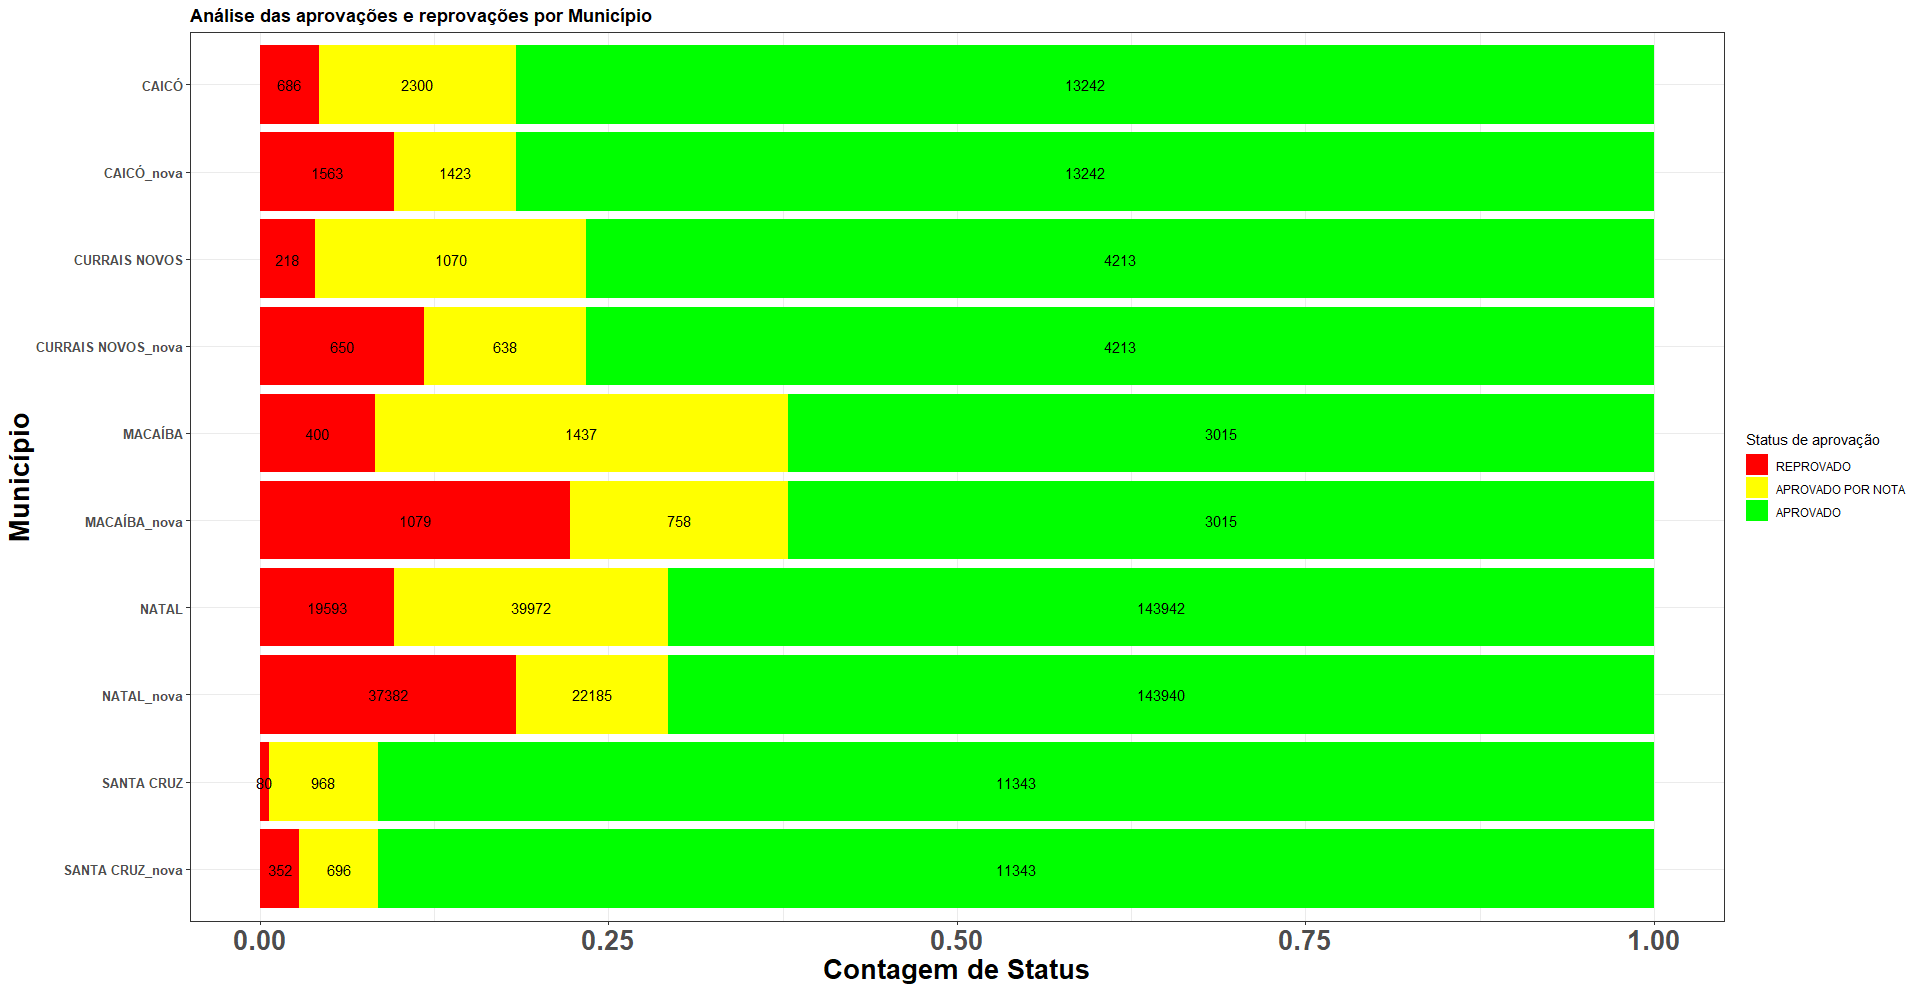 Análise das aprovações e reprovações por Município
CAICÓ 686 2300 13242
CAICÓ_nova 1563 1423 13242
CURRAIS NOVOS 218 1070 4213
CURRAIS NOVOS_nova 650 638 4213
MACAÍBA 400 1437 3015
MACAÍBA_nova 1079 758 3015
NATAL 19593 39972 143942
NATAL_nova 37382 22185 143940
SANTA CRUZ 80 968 11343
SANTA CRUZ_nova 352 696 11343
Município
0.00 0.25 0.50 0.75 1.00
Contagem de Status
Status de aprovação
REPROVADO
APROVADO POR NOTA
APROVADO